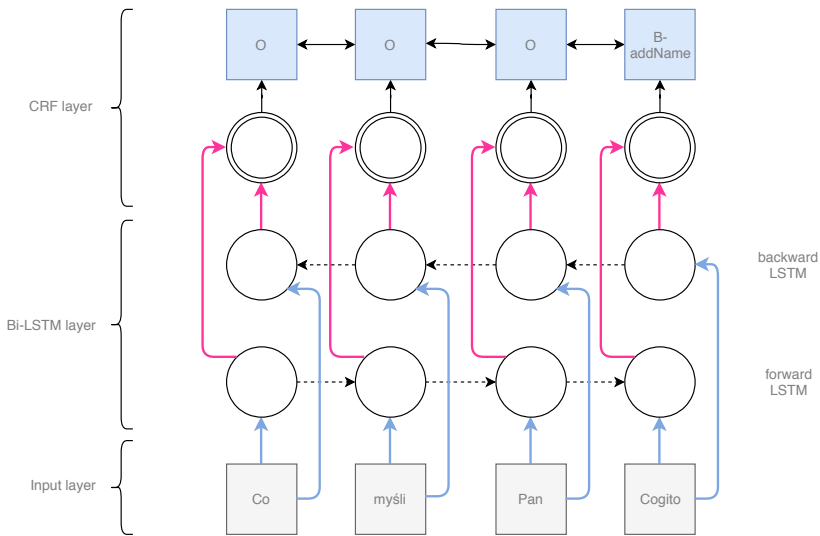 O
O
O
B-
addName
CRF layer
backward
LSTM
Bi-LSTM layer
forward
LSTM
Input layer
Co
myśli
Pan
Cogito